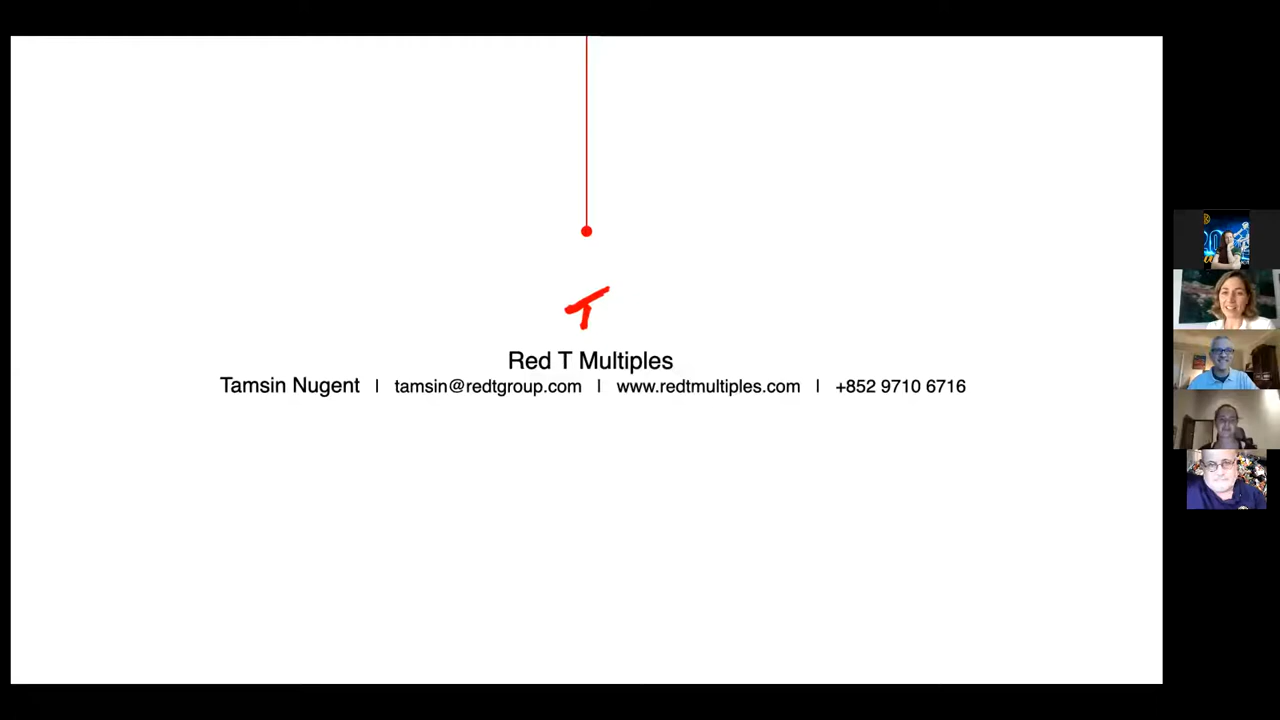 T
Red T Multiples
Tamsin Nugent | tamsin@redtgroup.com | www.redtmultiples.com | +852 9710 6716